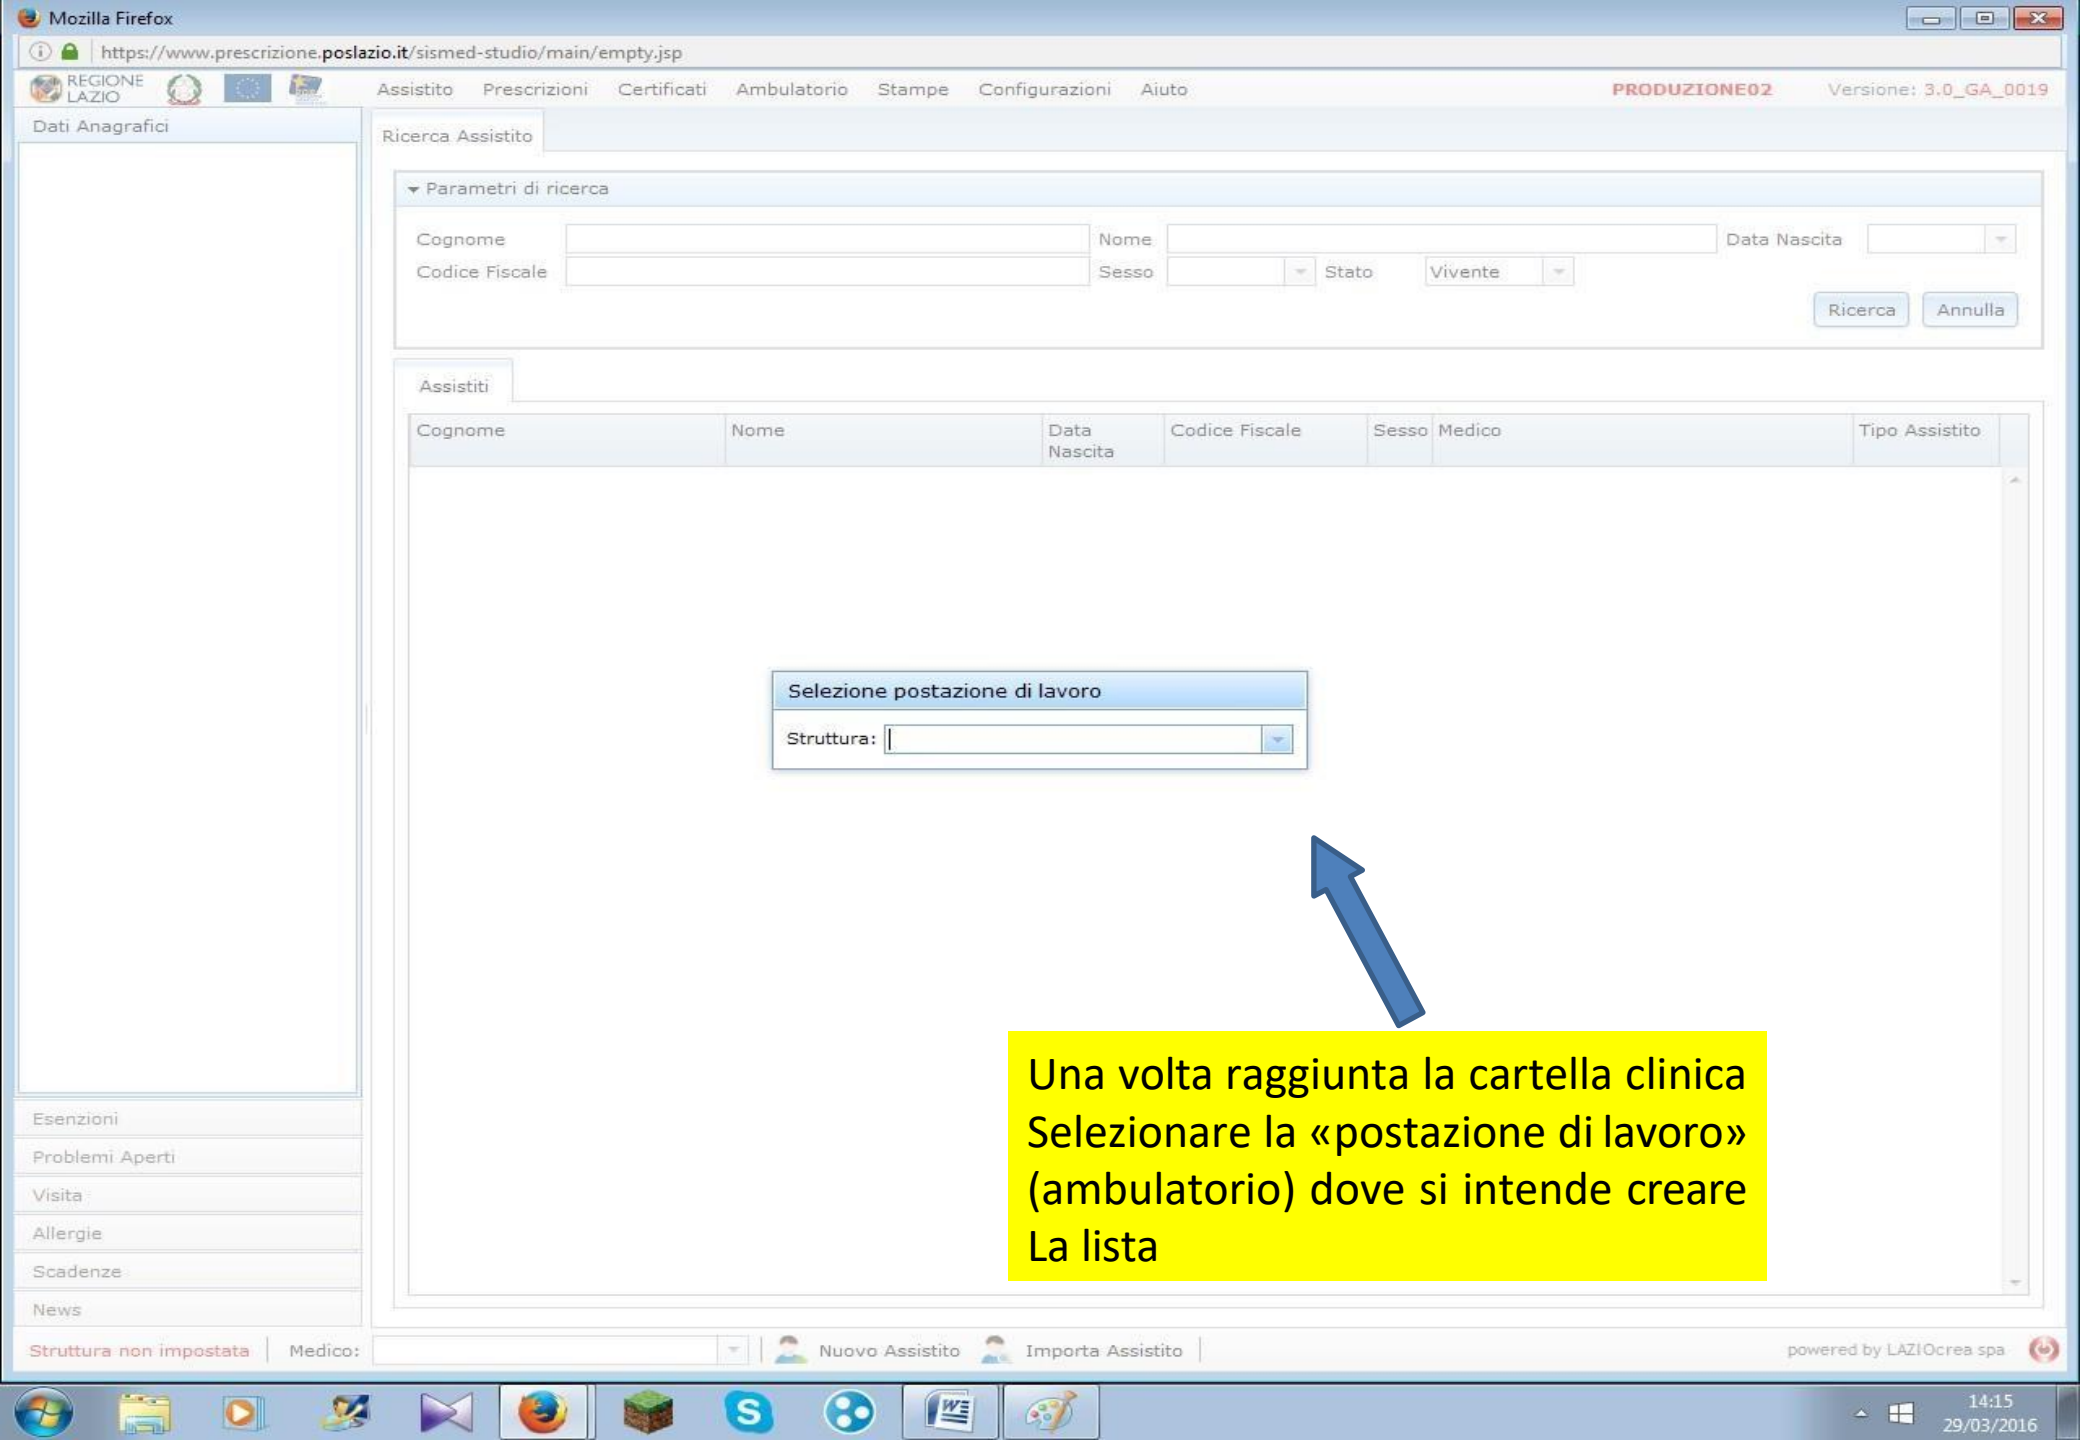 Mozilla Firefox
https://www.prescrizione.poslazio.it/sismed-studio/main/empty.jsp
REGIONE
LAZIO
Assistito Prescrizioni Certificati Ambulatorio Stampe Configurazioni Aiuto
PRODUZIONE02 Versione: 3.0_GA_0019
Dati Anagrafici
Ricerca Assistito
Parametri di ricerca
Cognome Nome Data Nascita
Codice Fiscale Sesso Stato Vivente
Ricerca Annulla
Assistiti
Cognome Nome Data Nascita Codice Fiscale Sesso Medico Tipo Assistito
Selezione postazione di lavoro
Struttura:
Una volta raggiunta la cartella clinica
Selezionare la «postazione di lavoro»
(ambulatorio) dove si intende creare
La lista
Esenzioni
Problemi Aperti
Visita
Allergie
Scadenze
News
Struttura non impostata Medico: Nuovo Assistito Importa Assistito powered by LAZIOcrea spa
14:15
29/03/2016